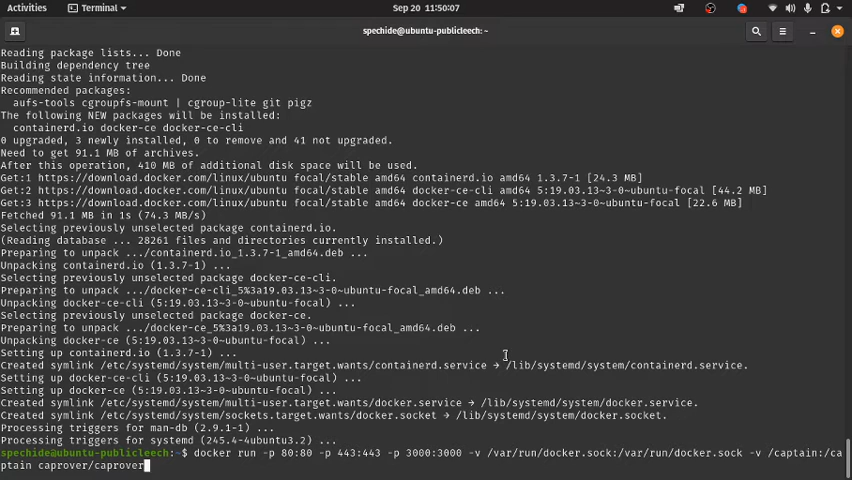 Activities
Terminal
Sep 20 11:50:07
spechide@ubuntu-publicleech: ~
Reading package lists... Done
Building dependency tree
Reading state information... Done
Recommended packages:
  aufs-tools cgroupfs-mount | cgroup-lite git pigz
The following NEW packages will be installed:
  containerd.io docker-ce docker-ce-cli
0 upgraded, 3 newly installed, 0 to remove and 41 not upgraded.
Need to get 91.1 MB of archives.
After this operation, 410 MB of additional disk space will be used.
Get:1 https://download.docker.com/linux/ubuntu focal/stable amd64 containerd.io amd64 1.3.7-1 [24.3 MB]
Get:2 https://download.docker.com/linux/ubuntu focal/stable amd64 docker-ce-cli amd64 5:19.03.13~3-0~ubuntu-focal [44.2 MB]
Get:3 https://download.docker.com/linux/ubuntu focal/stable amd64 docker-ce amd64 5:19.03.13~3-0~ubuntu-focal [22.6 MB]
Fetched 91.1 MB in 1s (74.3 MB/s)
Selecting previously unselected package containerd.io.
(Reading database ... 28261 files and directories currently installed.)
Preparing to unpack .../containerd.io_1.3.7-1_amd64.deb ...
Unpacking containerd.io (1.3.7-1) ...
Selecting previously unselected package docker-ce-cli.
Preparing to unpack .../docker-ce-cli_5%3a19.03.13~3-0~ubuntu-focal_amd64.deb ...
Unpacking docker-ce-cli (5:19.03.13~3-0~ubuntu-focal) ...
Selecting previously unselected package docker-ce.
Preparing to unpack .../docker-ce_5%3a19.03.13~3-0~ubuntu-focal_amd64.deb ...
Unpacking docker-ce (5:19.03.13~3-0~ubuntu-focal) ...
Setting up containerd.io (1.3.7-1) ...
Created symlink /etc/systemd/system/multi-user.target.wants/containerd.service → /lib/systemd/system/containerd.service.
Setting up docker-ce-cli (5:19.03.13~3-0~ubuntu-focal) ...
Setting up docker-ce (5:19.03.13~3-0~ubuntu-focal) ...
Created symlink /etc/systemd/system/multi-user.target.wants/docker.service → /lib/systemd/system/docker.service.
Created symlink /etc/systemd/system/sockets.target.wants/docker.socket → /lib/systemd/system/docker.socket.
Processing triggers for man-db (2.9.1-1) ...
Processing triggers for systemd (245.4-4ubuntu3.2) ...
spechide@ubuntu-publicleech:~$ docker run -p 80:80 -p 443:443 -p 3000:3000 -v /var/run/docker.sock:/var/run/docker.sock -v /captain:/ca
ptain caprover/caprover